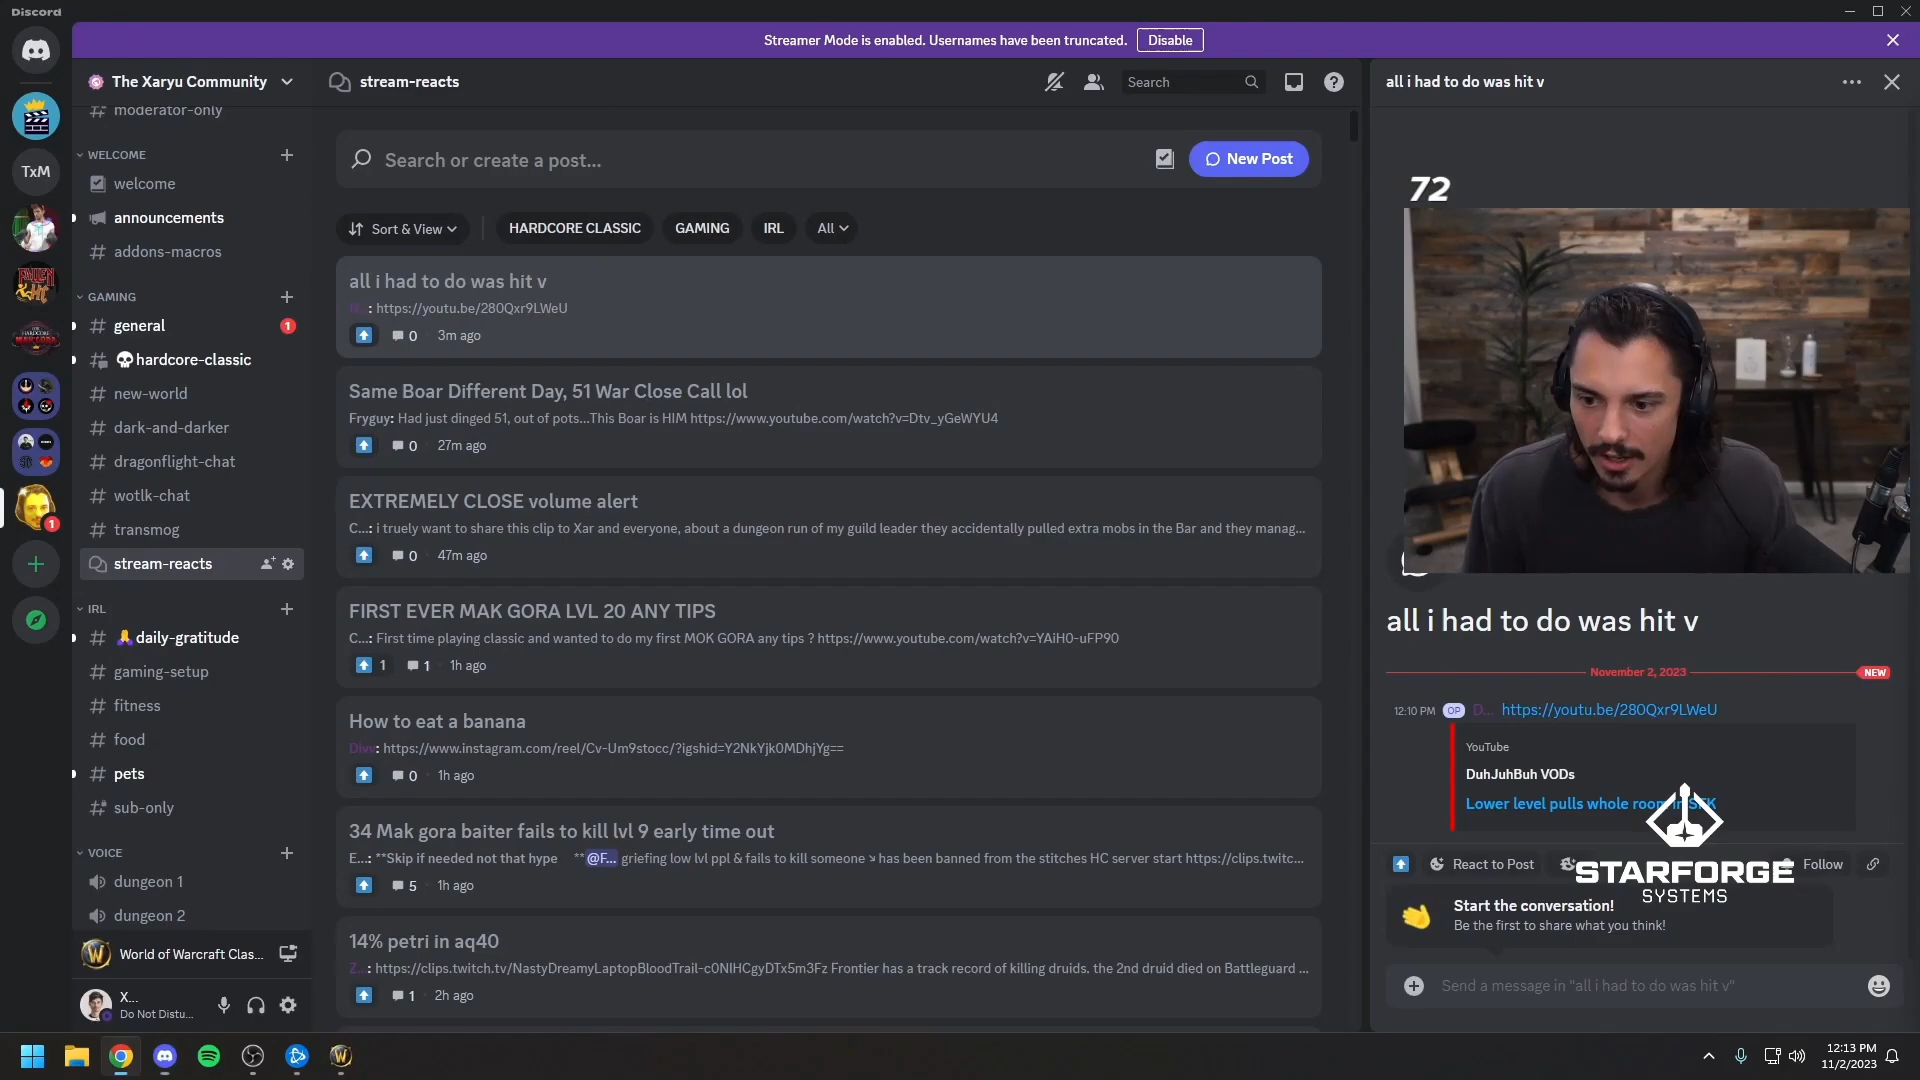 Discord
Streamer Mode is enabled. Usernames have been truncated.
Disable
The Xaryu Community
moderator-only
WELCOME
welcome
announcements
addons-macros
GAMING
general
1
hardcore-classic
new-world
dark-and-darker
dragonflight-chat
wotlk-chat
transmog
stream-reacts
IRL
daily-gratitude
gaming-setup
fitness
food
pets
sub-only
VOICE
dungeon 1
dungeon 2
World of Warcraft Clas...
X...
Do Not Distu...
TxM
FALLEN
HC
1
stream-reacts
Search
Search or create a post...
New Post
Sort & View
HARDCORE CLASSIC
GAMING
IRL
All
all i had to do was hit v
: https://youtu.be/280Qxr9LWeU
0
3m ago
Same Boar Different Day, 51 War Close Call lol
Fryguy: Had just dinged 51, out of pots...This Boar is HIM https://www.youtube.com/watch?v=Dtv_yGeWYU4
0
27m ago
EXTREMELY CLOSE volume alert
C...: i truely want to share this clip to Xar and everyone, about a dungeon run of my guild leader they accidentally pulled extra mobs in the Bar and they manag...
0
47m ago
FIRST EVER MAK GORA LVL 20 ANY TIPS
C...: First time playing classic and wanted to do my first MOK GORA any tips ? https://www.youtube.com/watch?v=YAiH0-uFP90
1
1
1h ago
How to eat a banana
Divv: https://www.instagram.com/reel/Cv-Um9stocc/?igshid=Y2NkYjk0MDhjYg==
0
1h ago
34 Mak gora baiter fails to kill lvl 9 early time out
E...: **Skip if needed not that hype **@F... griefing low lvl ppl & fails to kill someone ↘ has been banned from the stitches HC server start https://clips.twitc...
5
1h ago
14% petri in aq40
Z...: https://clips.twitch.tv/NastyDreamyLaptopBloodTrail-c0NIHCgyDTx5m3Fz Frontier has a track record of killing druids. the 2nd druid died on Battleguard ...
1
2h ago
all i had to do was hit v
72
all i had to do was hit v
November 2, 2023
NEW
12:10 PM OP D... https://youtu.be/280Qxr9LWeU
YouTube
DuhJuhBuh VODs
Lower level pulls whole room in SFK
React to Post
Follow
STARFORGE
SYSTEMS
Start the conversation!
Be the first to share what you think!
Send a message in "all i had to do was hit v"
12:13 PM
11/2/2023